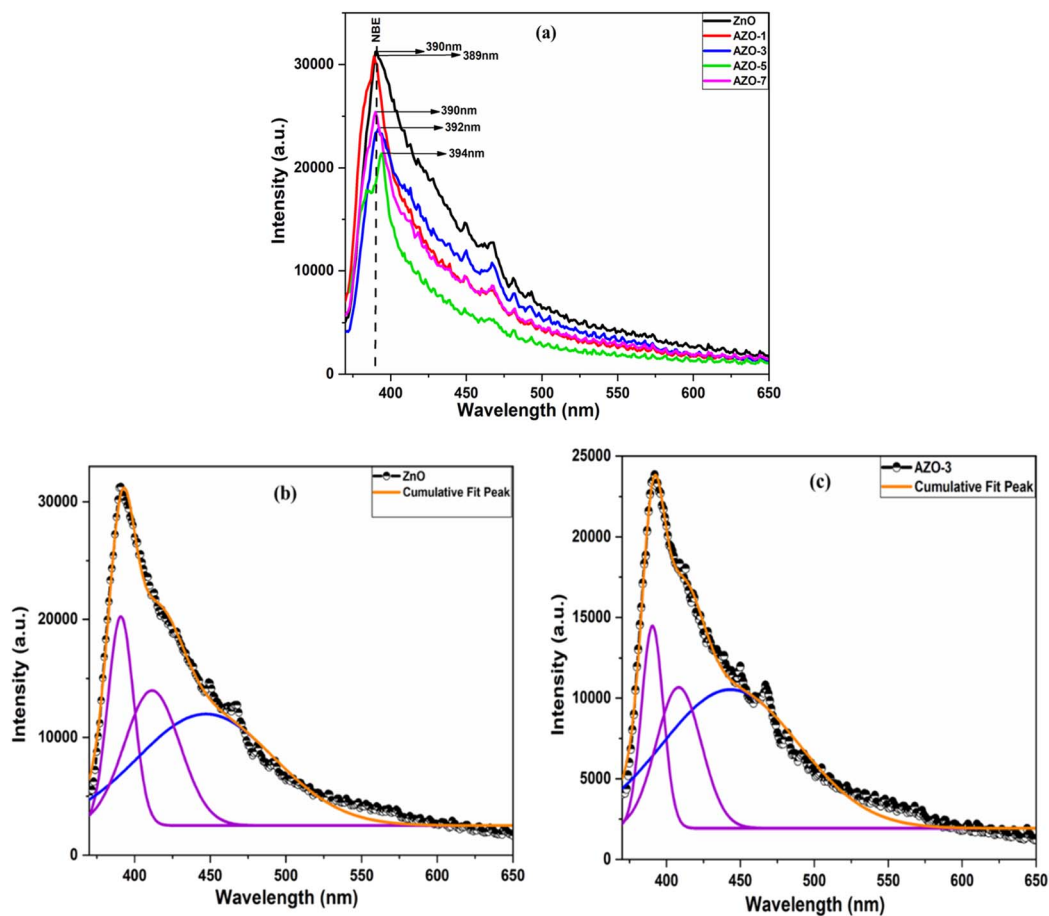 (a)
NBE
390nm
389nm
390nm
392nm
394nm
ZnO
AZO-1
AZO-3
AZO-5
AZO-7
30000
20000
10000
0
Intensity (a.u.)
400 450 500 550 600 650
Wavelength (nm)
(b)
ZnO
Cumulative Fit Peak
30000
20000
10000
0
Intensity (a.u.)
400 450 500 550 600 650
Wavelength (nm)
(c)
AZO-3
Cumulative Fit Peak
25000
20000
15000
10000
5000
0
Intensity (a.u.)
400 450 500 550 600 650
Wavelength (nm)